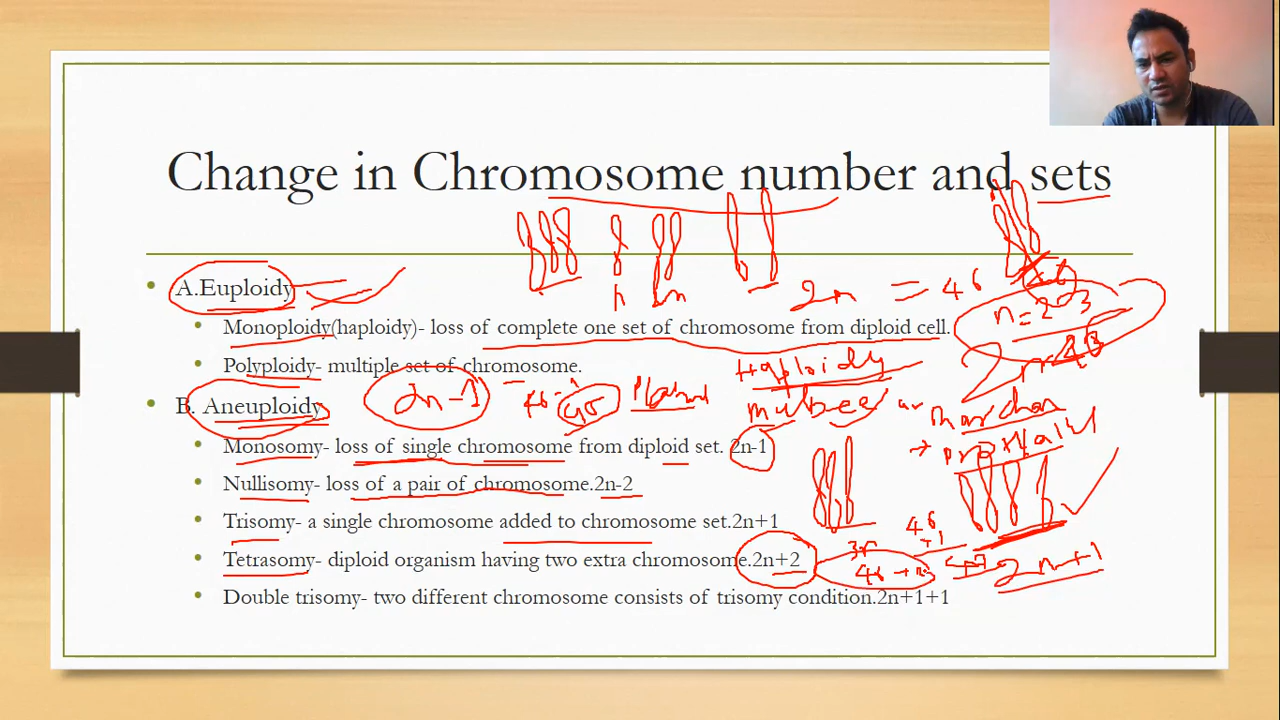 Change in Chromosome number and sets
A.Euploidy
2n = 46
n = 23
Monoploidy(haploidy)- loss of complete one set of chromosome from diploid cell.
Polyploidy- multiple set of chromosome.
Haploidy
B. Aneuploidy
2n-1
Monosomy- loss of single chromosome from diploid set. 2n-1
Nullisomy- loss of a pair of chromosome.2n-2
Trisomy- a single chromosome added to chromosome set.2n+1
46
+1
3n
47
2n+1
Tetrasomy- diploid organism having two extra chromosome.2n+2
Double trisomy- two different chromosome consists of trisomy condition.2n+1+1